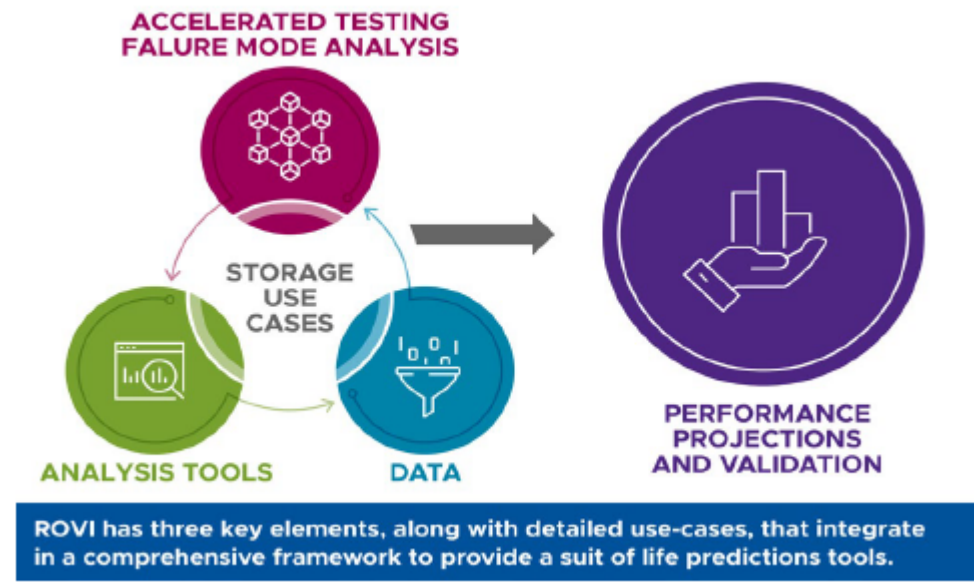 ACCELERATED TESTING
FALURE MODE ANALYSIS
STORAGE
USE
CASES
ANALYSIS TOOLS
DATA
PERFORMANCE
PROJECTIONS
AND VALIDATION
ROVI has three key elements, along with detailed use-cases, that integrate
in a comprehensive framework to provide a suit of life predictions tools.